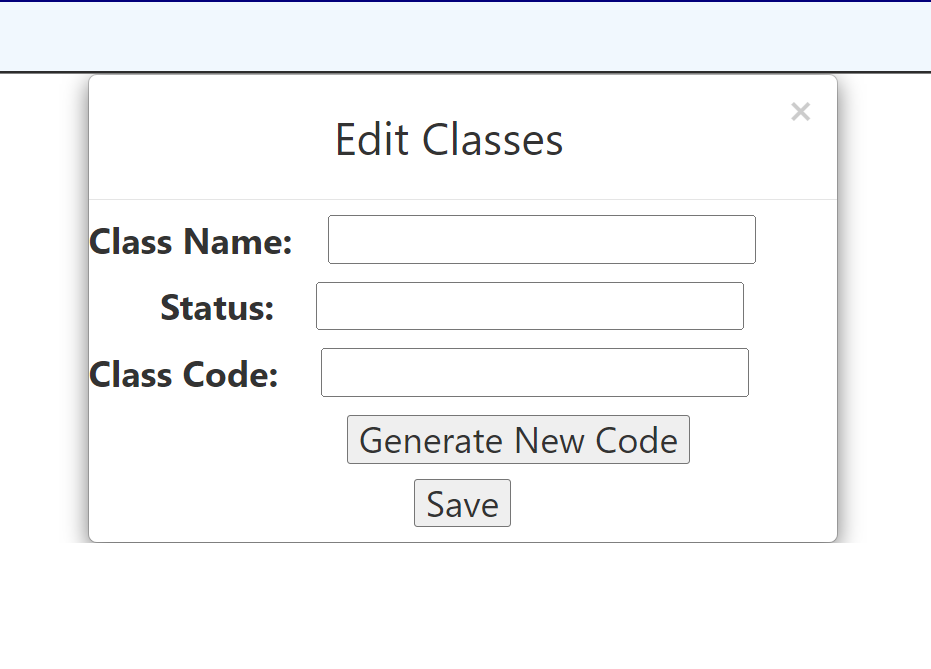 ×
Edit Classes
Class Name:
Status:
Class Code:
Generate New Code
Save